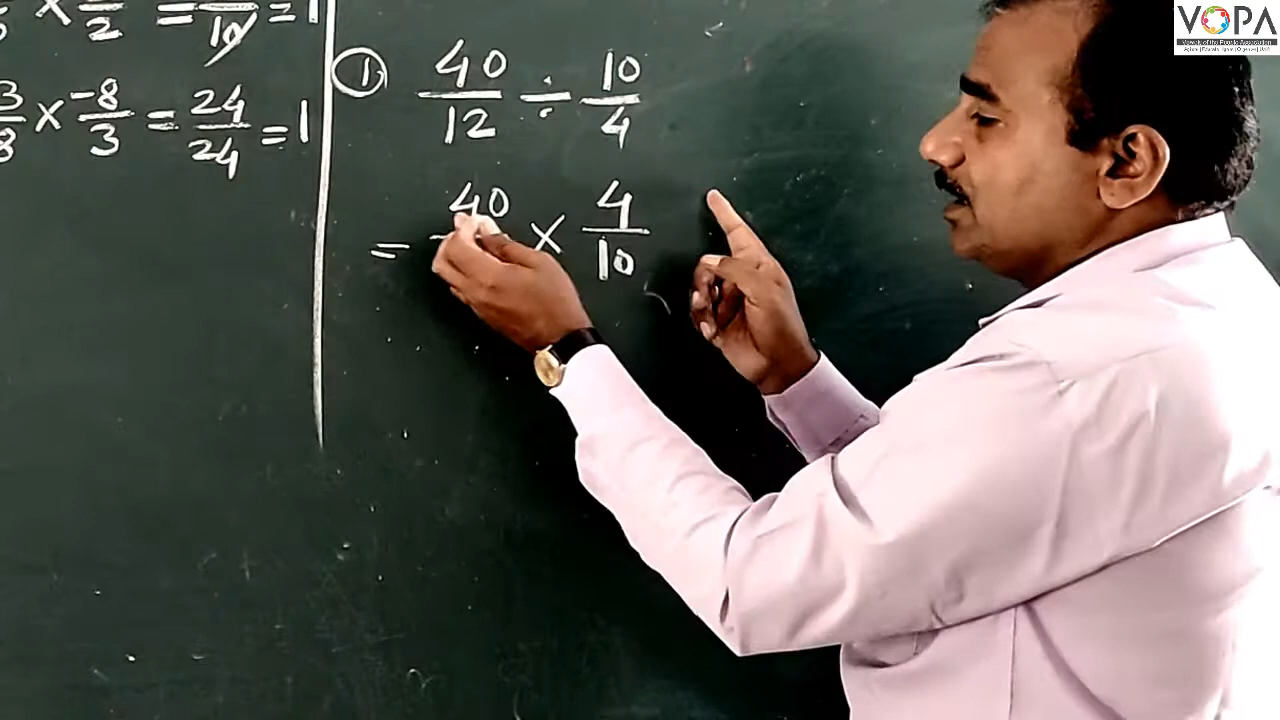 × /2 = /10 = 1
3/8 × -8/3 = 24/24 = 1
① 40/12 ÷ 10/4
= 40 × 4/10
VOPA